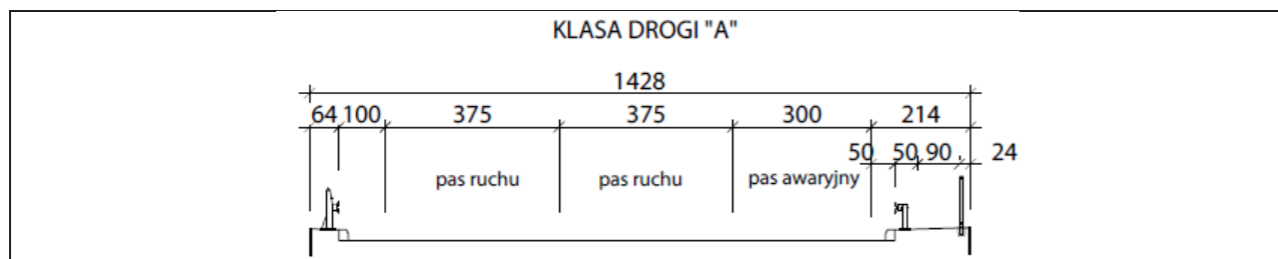 KLASA DROGI "A"
1428
64 100 375 375 300 214
50 50 90 24
pas ruchu pas ruchu pas awaryjny